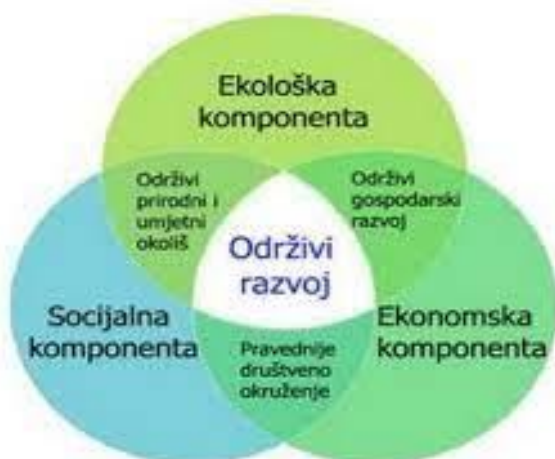 Ekološka
komponenta
Održivi
prirodni i
umjetni
okoliš
Održivi
gospodarski
razvoj
Održivi
razvoj
Socijalna
komponenta
Ekonomska
komponenta
Pravednije
društveno
okruženje